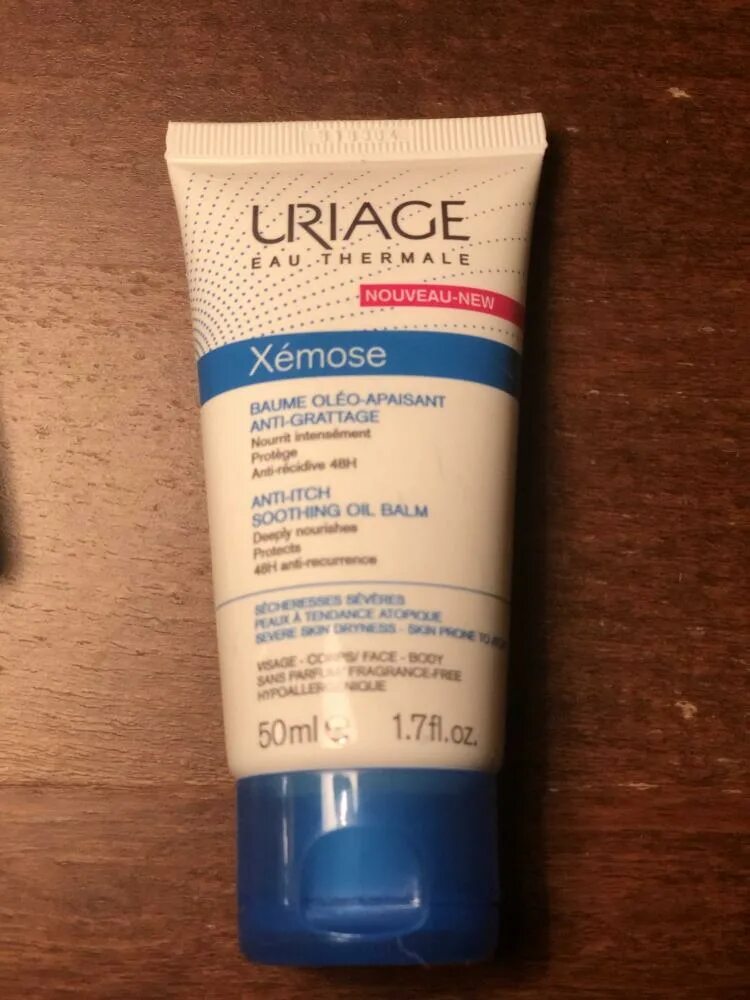 URIAGE
EAU THERMALE
NOUVEAU-NEW
Xémose
BAUME OLÉO-APAISANT
ANTI-GRATTAGE
Nourrit intensément
Protège
Anti-récidive 48H
ANTI-ITCH
SOOTHING OIL BALM
Deeply nourishes
Protects
48H anti-recurrence
SÉCHERESSES SÉVÈRES
PEAUX À TENDANCE ATOPIQUE
SEVERE SKIN DRYNESS - SKIN PRONE TO
VISAGE - CORPS/ FACE - BODY
SANS PARFUM/ FRAGRANCE-FREE
HYPOALLERGÉNIQUE
50ml e 1.7fl.oz.